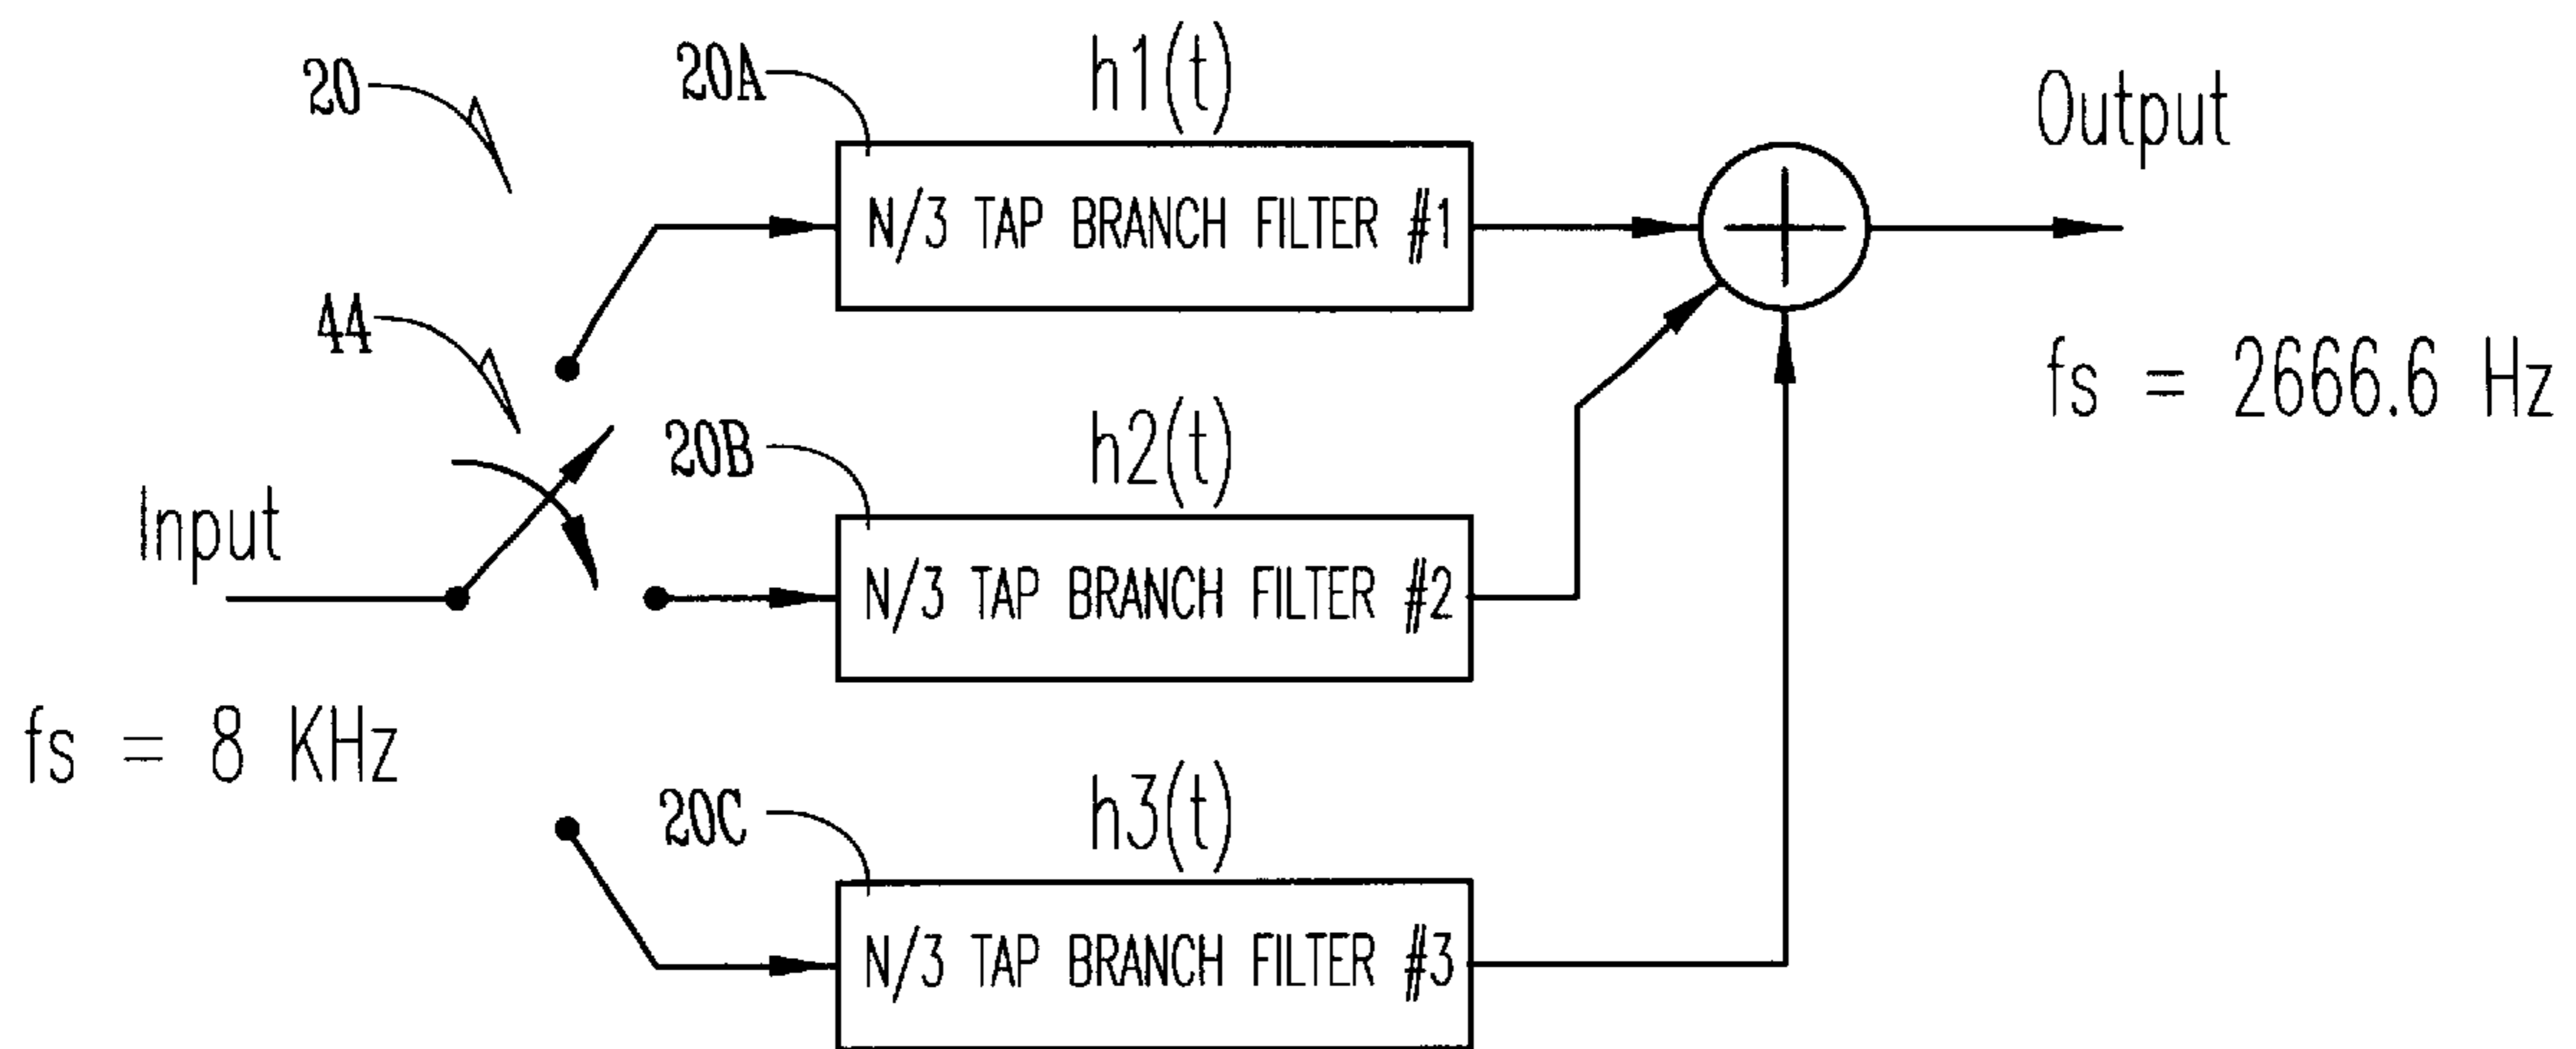 20
20A
h1(t)
N/3 TAP BRANCH FILTER #1
Output
fs = 2666.6 Hz
44
20B
h2(t)
N/3 TAP BRANCH FILTER #2
Input
fs = 8 KHz
20C
h3(t)
N/3 TAP BRANCH FILTER #3